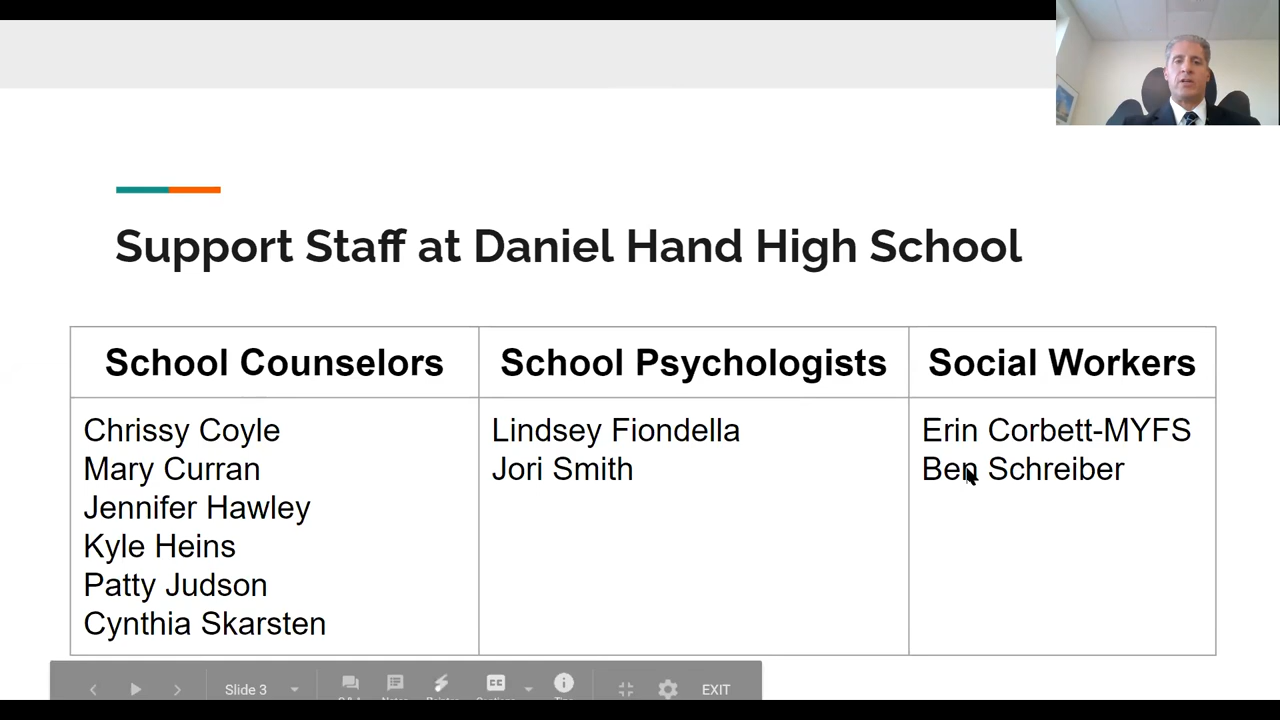 Support Staff at Daniel Hand High School
School Counselors
School Psychologists
Social Workers
Chrissy Coyle
Mary Curran
Jennifer Hawley
Kyle Heins
Patty Judson
Cynthia Skarsten
Lindsey Fiondella
Jori Smith
Erin Corbett-MYFS
Ben Schreiber
Slide 3
EXIT